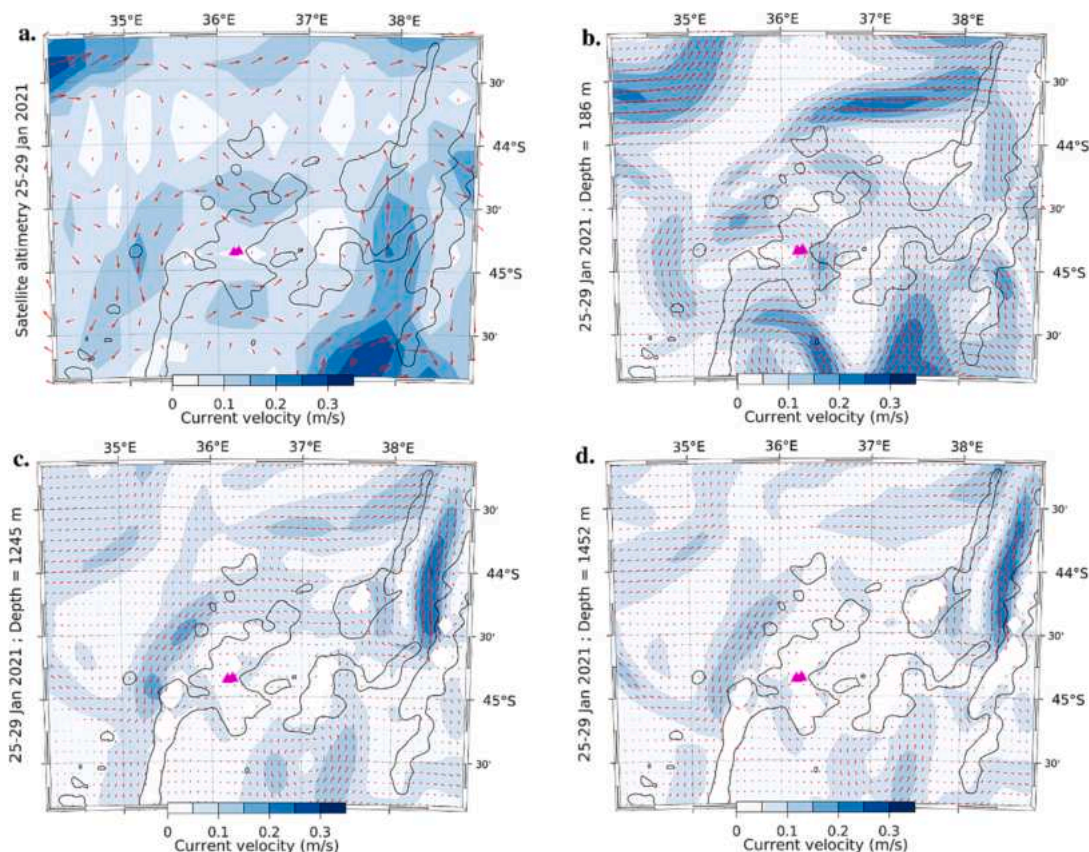 a.
35°E 36°E 37°E 38°E
Satellite altimetry 25-29 Jan 2021
30'
44°S
30'
45°S
30'
0 0.1 0.2 0.3
Current velocity (m/s)
b.
35°E 36°E 37°E 38°E
25-29 Jan 2021 ; Depth = 186 m
30'
44°S
30'
45°S
30'
0 0.1 0.2 0.3
Current velocity (m/s)
c.
35°E 36°E 37°E 38°E
25-29 Jan 2021 ; Depth = 1245 m
30'
44°S
30'
45°S
30'
0 0.1 0.2 0.3
Current velocity (m/s)
d.
35°E 36°E 37°E 38°E
25-29 Jan 2021 ; Depth = 1452 m
30'
44°S
30'
45°S
30'
0 0.1 0.2 0.3
Current velocity (m/s)